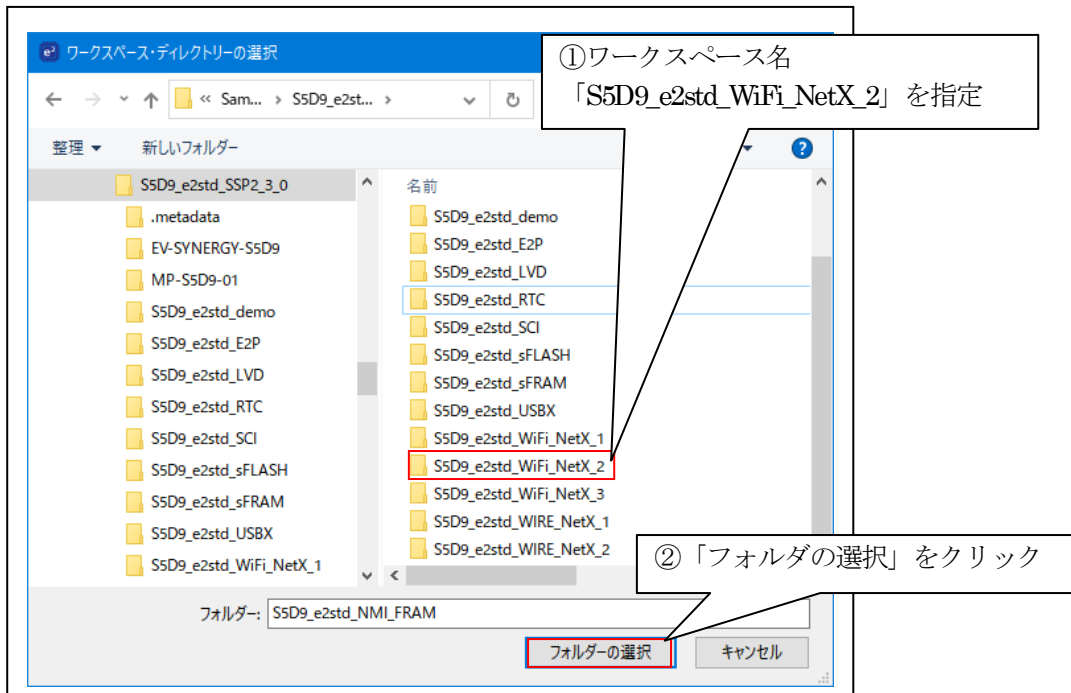 ワークスペース・ディレクトリーの選択
①ワークスペース名
「S5D9_e2std_WiFi_NetX_2」を指定
« Sam... › S5D9_e2st... ›
整理 新しいフォルダー
S5D9_e2std_SSP2_3_0
.metadata
EV-SYNERGY-S5D9
MP-S5D9-01
S5D9_e2std_demo
S5D9_e2std_E2P
S5D9_e2std_LVD
S5D9_e2std_RTC
S5D9_e2std_SCI
S5D9_e2std_sFLASH
S5D9_e2std_sFRAM
S5D9_e2std_USBX
S5D9_e2std_WiFi_NetX_1
名前
S5D9_e2std_demo
S5D9_e2std_E2P
S5D9_e2std_LVD
S5D9_e2std_RTC
S5D9_e2std_SCI
S5D9_e2std_sFLASH
S5D9_e2std_sFRAM
S5D9_e2std_USBX
S5D9_e2std_WiFi_NetX_1
S5D9_e2std_WiFi_NetX_2
S5D9_e2std_WiFi_NetX_3
S5D9_e2std_WIRE_NetX_1
S5D9_e2std_WIRE_NetX_2
②「フォルダの選択」をクリック
フォルダー: S5D9_e2std_NMI_FRAM
フォルダーの選択 キャンセル